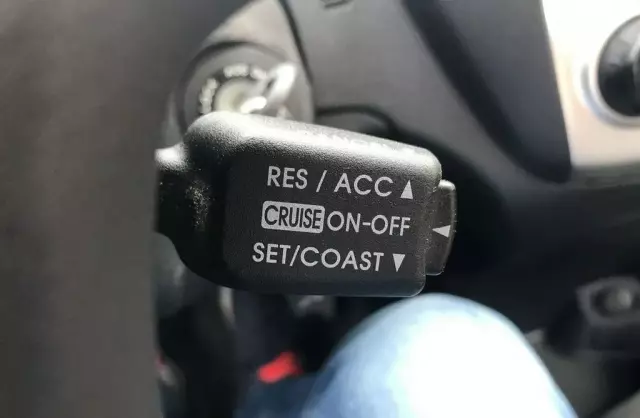 RES / ACC ▲
CRUISE ON-OFF ◀
SET/COAST ▼